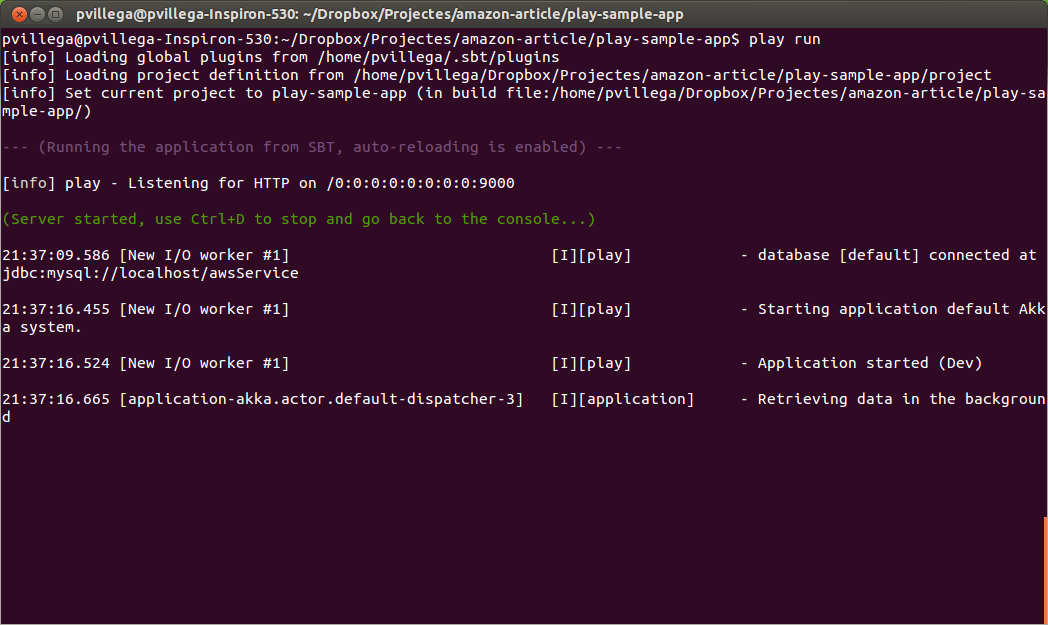 pvillega@pvillega-Inspiron-530: ~/Dropbox/Projectes/amazon-article/play-sample-app
pvillega@pvillega-Inspiron-530:~/Dropbox/Projectes/amazon-article/play-sample-app$ play run
[info] Loading global plugins from /home/pvillega/.sbt/plugins
[info] Loading project definition from /home/pvillega/Dropbox/Projectes/amazon-article/play-sample-app/project
[info] Set current project to play-sample-app (in build file:/home/pvillega/Dropbox/Projectes/amazon-article/play-sa
mple-app/)
--- (Running the application from SBT, auto-reloading is enabled) ---
[info] play - Listening for HTTP on /0:0:0:0:0:0:0:0:9000
(Server started, use Ctrl+D to stop and go back to the console...)
21:37:09.586 [New I/O worker #1] [I][play] - database [default] connected at
jdbc:mysql://localhost/awsService
21:37:16.455 [New I/O worker #1] [I][play] - Starting application default Akk
a system.
21:37:16.524 [New I/O worker #1] [I][play] - Application started (Dev)
21:37:16.665 [application-akka.actor.default-dispatcher-3] [I][application] - Retrieving data in the backgroun
d